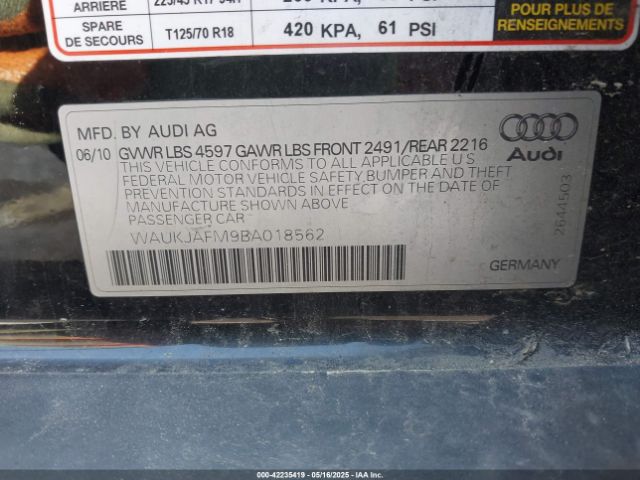 ARRIÈRE
SPARE
DE SECOURS T125/70 R18 420 KPA, 61 PSI
POUR PLUS DE
RENSEIGNEMENTS
MFD. BY AUDI AG
06/10 GVWR LBS 4597 GAWR LBS FRONT 2491/REAR 2216
THIS VEHICLE CONFORMS TO ALL APPLICABLE U S
FEDERAL MOTOR VEHICLE SAFETY, BUMPER AND THEFT
PREVENTION STANDARDS IN EFFECT ON THE DATE OF
MANUFACTURE SHOWN ABOVE
PASSENGER CAR
WAUKJAFM9BA018562
Audi
2644503
GERMANY
000-42235419 - 05/16/2025 - IAAI.COM